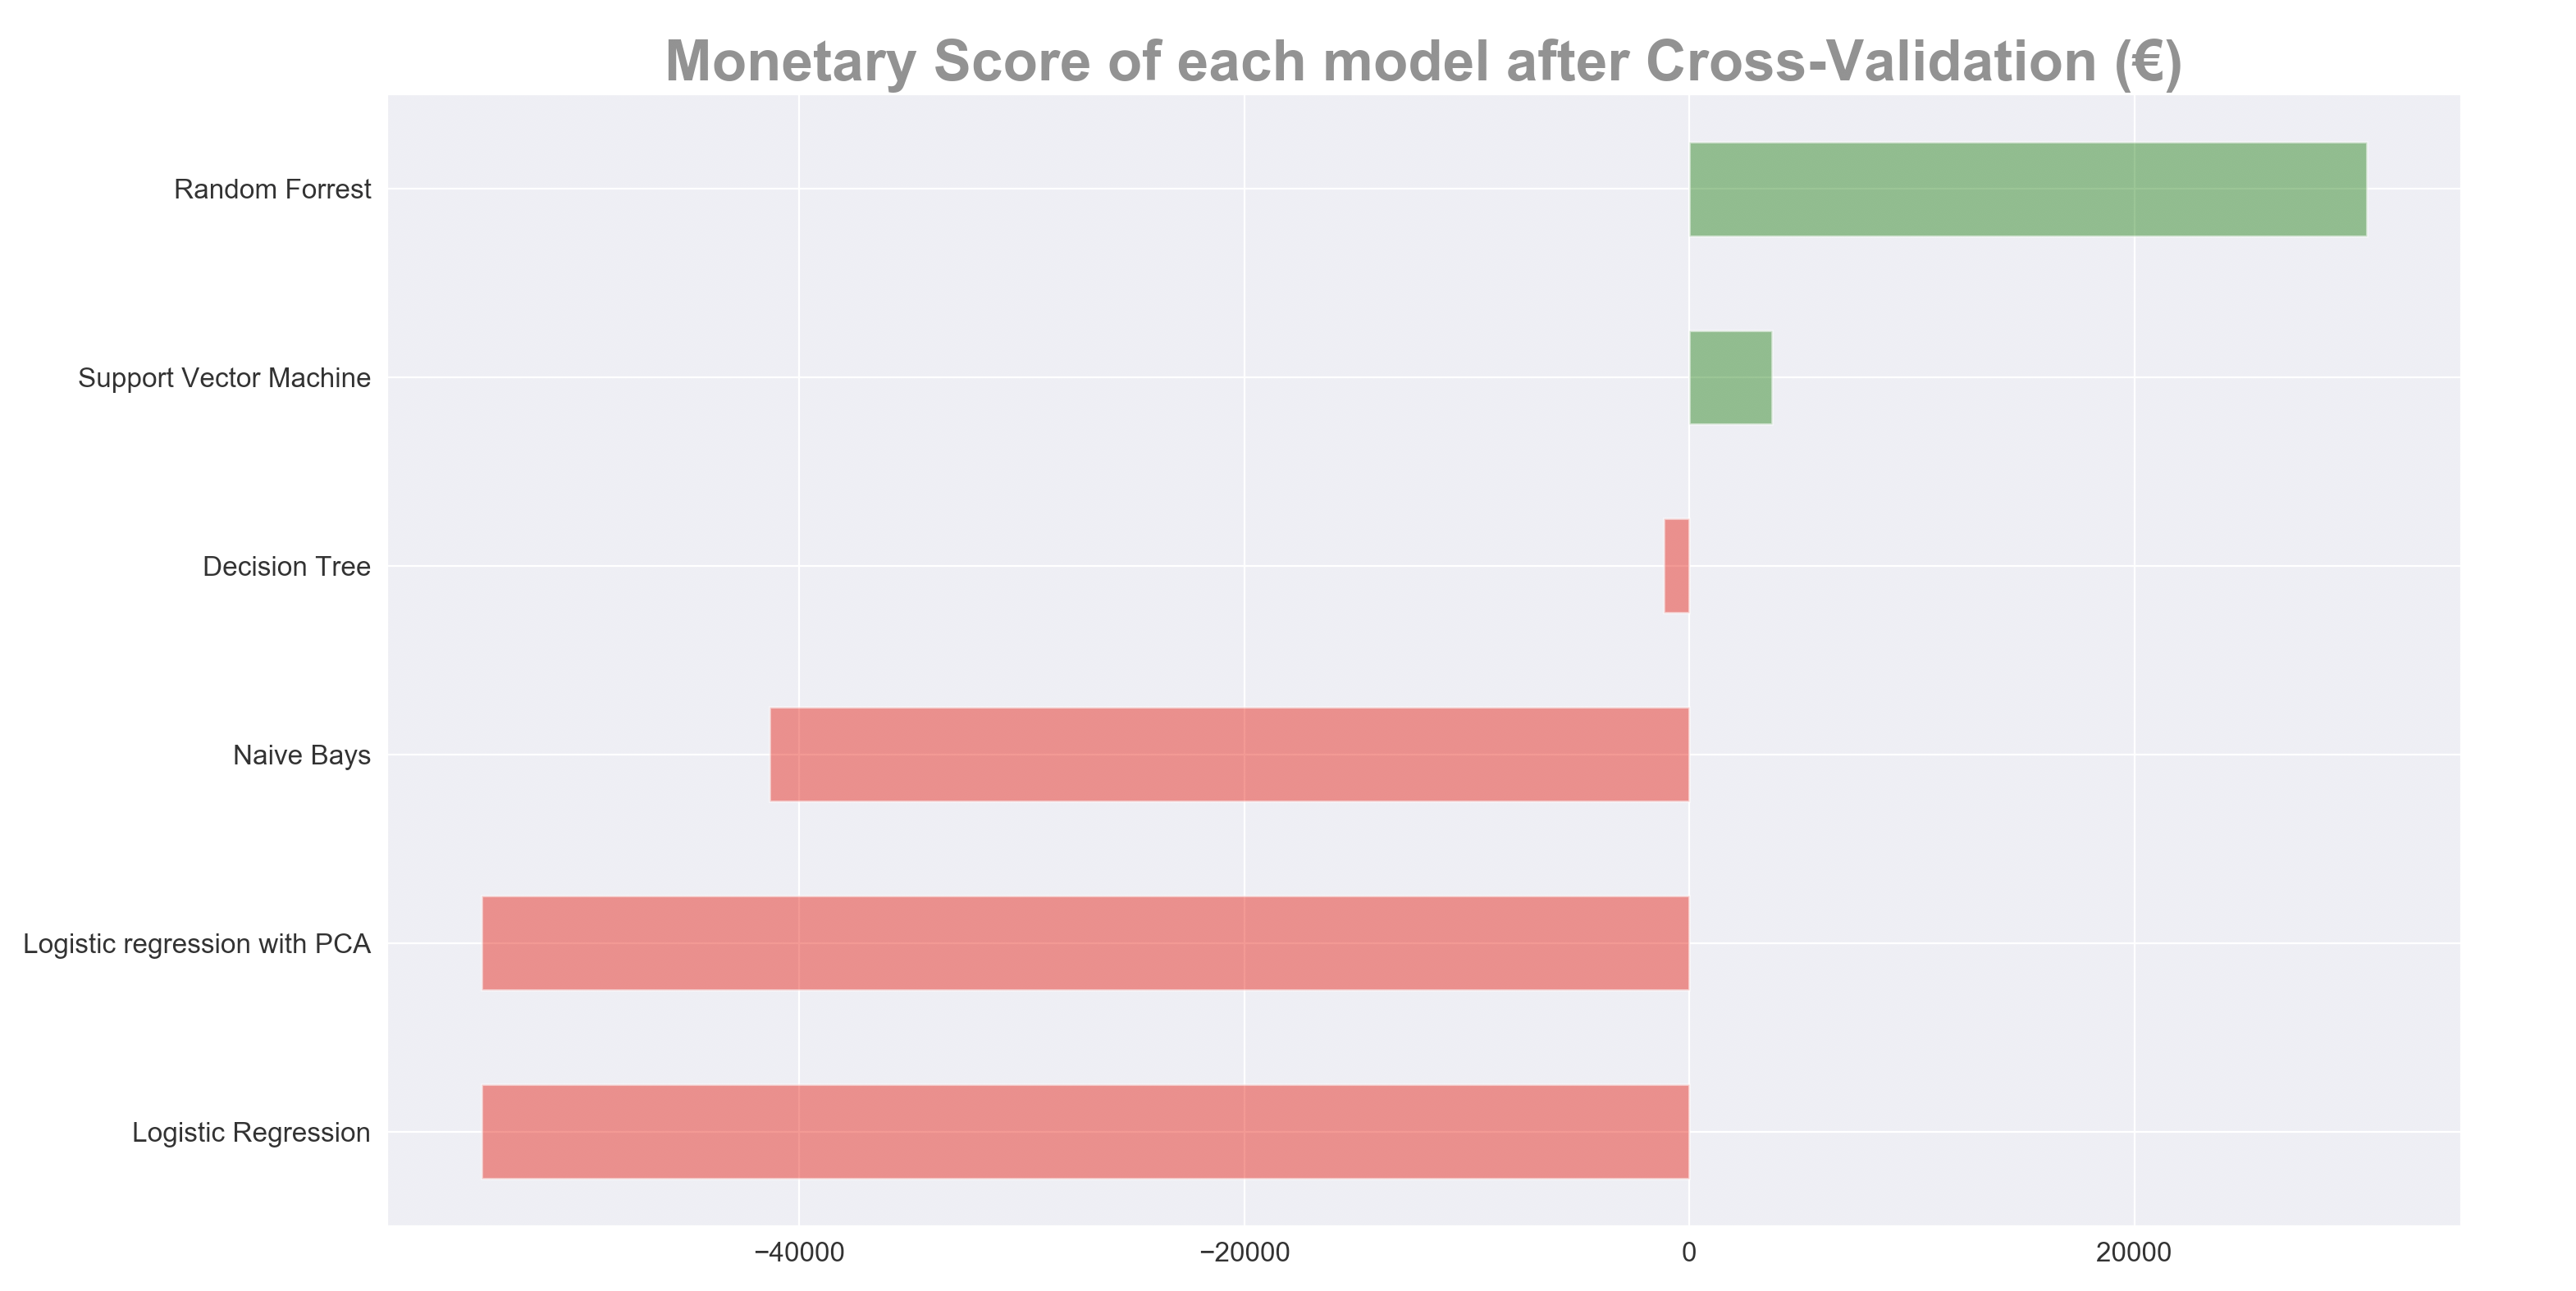 Monetary Score of each model after Cross-Validation (€)
Random Forrest
Support Vector Machine
Decision Tree
Naive Bays
Logistic regression with PCA
Logistic Regression
−40000
−20000
0
20000